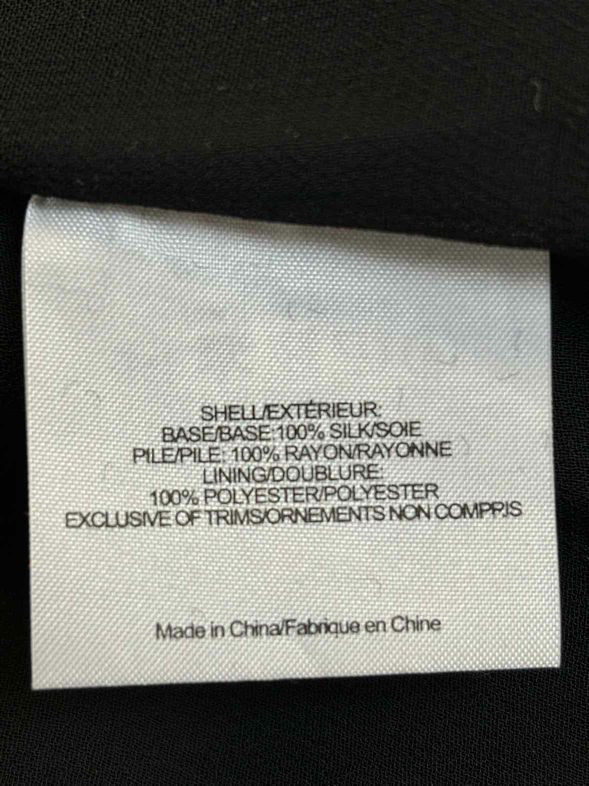 SHELL/EXTÉRIEUR:
BASE/BASE:100% SILK/SOIE
PILE/PILE: 100% RAYON/RAYONNE
LINING/DOUBLURE:
100% POLYESTER/POLYESTER
EXCLUSIVE OF TRIMS/ORNEMENTS NON COMPRIS
Made in China/Fabrique en Chine